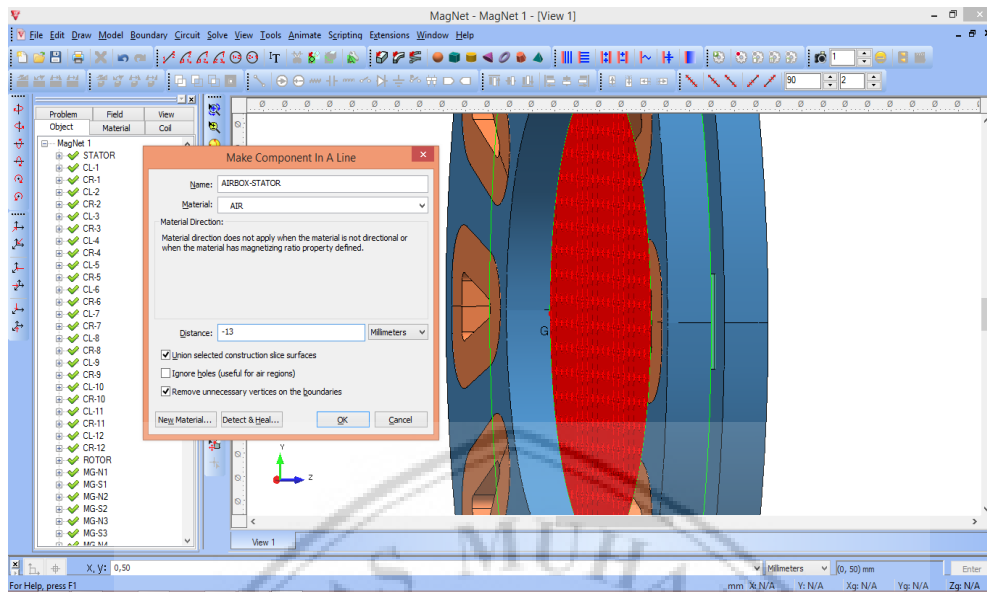 MagNet - MagNet 1 - [View 1]
File Edit Draw Model Boundary Circuit Solve View Tools Animate Scripting Extensions Window Help
1
90
2
Problem Field View
Object Material Coil
MagNet 1
STATOR
CL-1
CR-1
CL-2
CR-2
CL-3
CR-3
CL-4
CR-4
CL-5
CR-5
CL-6
CR-6
CL-7
CR-7
CL-8
CR-8
CL-9
CR-9
CL-10
CR-10
CL-11
CR-11
CL-12
CR-12
ROTOR
MG-N1
MG-S1
MG-N2
MG-S2
MG-N3
MG-S3
MG-N4
Make Component In A Line
Name: AIRBOX-STATOR
Material: AIR
Material Direction:
Material direction does not apply when the material is not directional or
when the material has magnetizing ratio property defined.
Distance: -13 Millimeters
Union selected construction slice surfaces
Ignore holes (useful for air regions)
Remove unnecessary vertices on the boundaries
New Material... Detect & Heal... OK Cancel
G
Y
Z
S MUHA
View 1
X, Y: 0,50 Millimeters (0, 50) mm Enter
For Help, press F1 mm X: N/A Y: N/A Xg: N/A Yg: N/A Zg: N/A